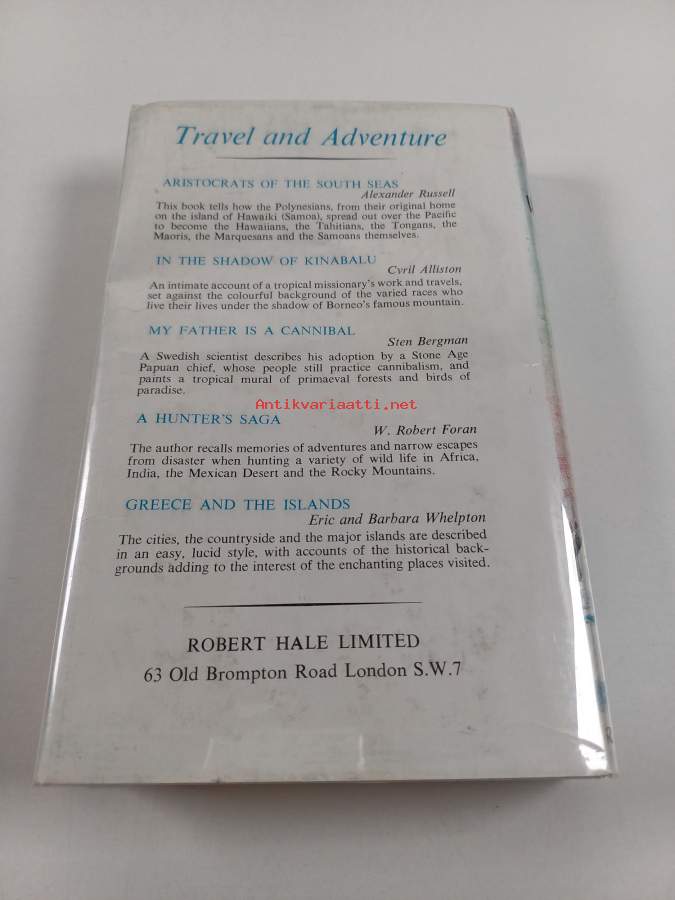 Travel and Adventure
ARISTOCRATS OF THE SOUTH SEAS
Alexander Russell
This book tells how the Polynesians, from their original home
on the island of Hawaiki (Samoa), spread out over the Pacific
to become the Hawaiians, the Tahitians, the Tongans, the
Maoris, the Marquesans and the Samoans themselves.
IN THE SHADOW OF KINABALU
Cyril Alliston
An intimate account of a tropical missionary's work and travels,
set against the colourful background of the varied races who
live their lives under the shadow of Borneo's famous mountain.
MY FATHER IS A CANNIBAL
Sten Bergman
A Swedish scientist describes his adoption by a Stone Age
Papuan chief, whose people still practice cannibalism, and
paints a tropical mural of primaeval forests and birds of
paradise.
Antikvariaatti.net
A HUNTER'S SAGA
W. Robert Foran
The author recalls memories of adventures and narrow escapes
from disaster when hunting a variety of wild life in Africa,
India, the Mexican Desert and the Rocky Mountains.
GREECE AND THE ISLANDS
Eric and Barbara Whelpton
The cities, the countryside and the major islands are described
in an easy, lucid style, with accounts of the historical back-
grounds adding to the interest of the enchanting places visited.
ROBERT HALE LIMITED
63 Old Brompton Road London S.W.7